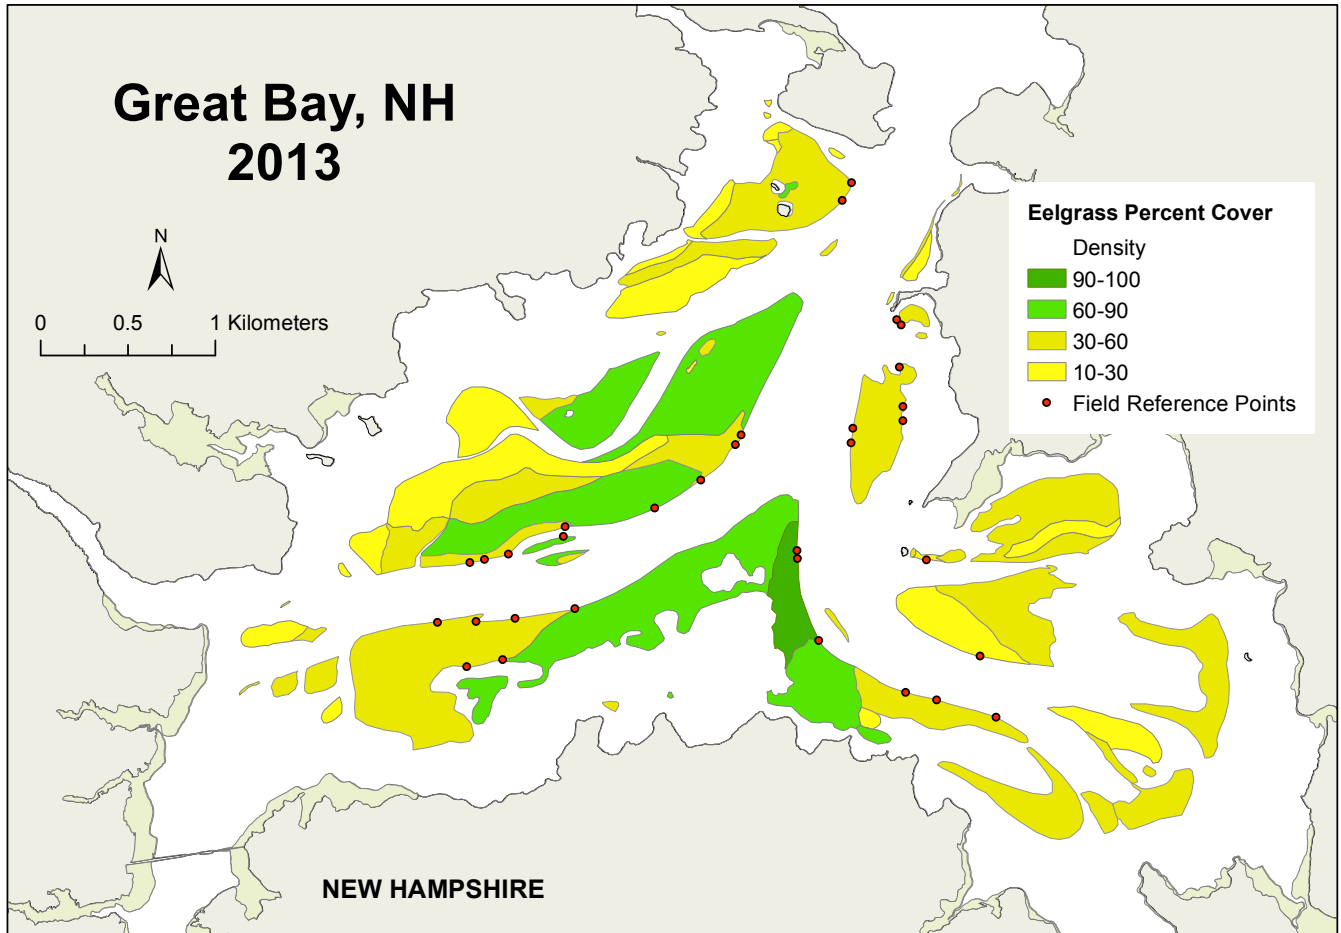 Great Bay, NH
2013
N
0 0.5 1 Kilometers
Eelgrass Percent Cover
Density
90-100
60-90
30-60
10-30
Field Reference Points
NEW HAMPSHIRE